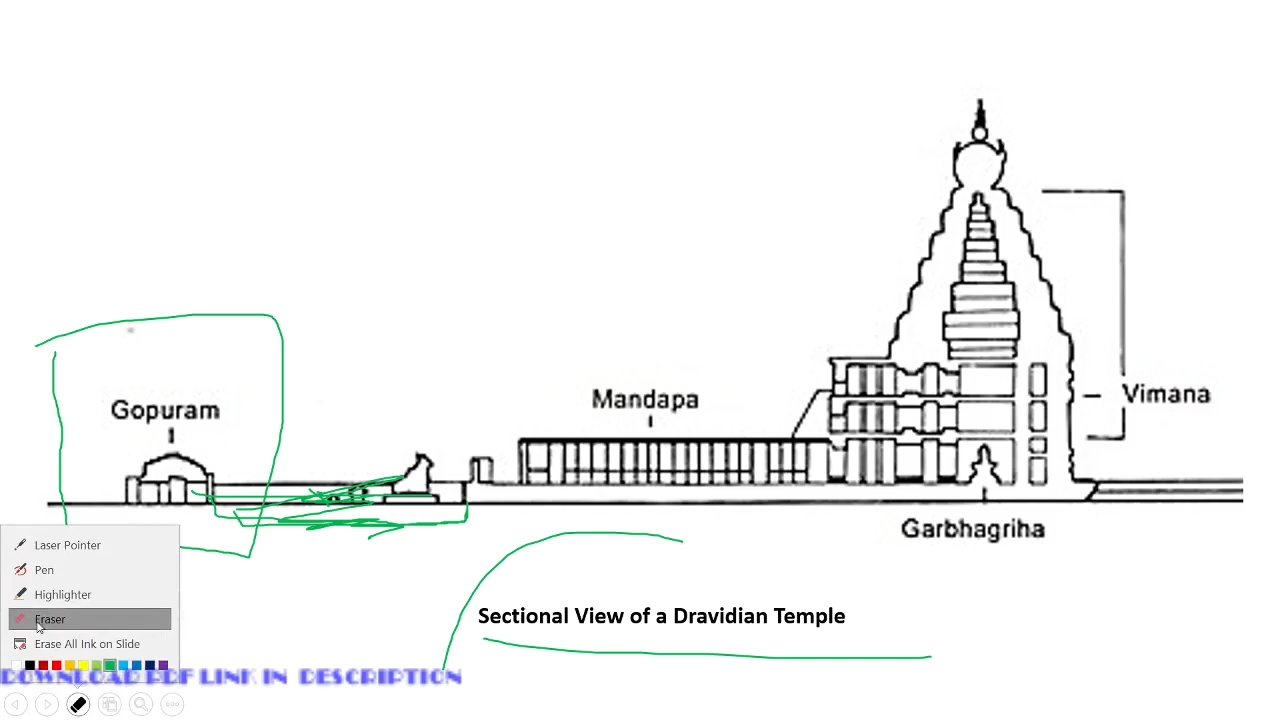 Gopuram
Mandapa
Vimana
Garbhagriha
Sectional View of a Dravidian Temple
Laser Pointer
Pen
Highlighter
Eraser
Erase All Ink on Slide
DOWNLOAD PDF LINK IN DESCRIPTION